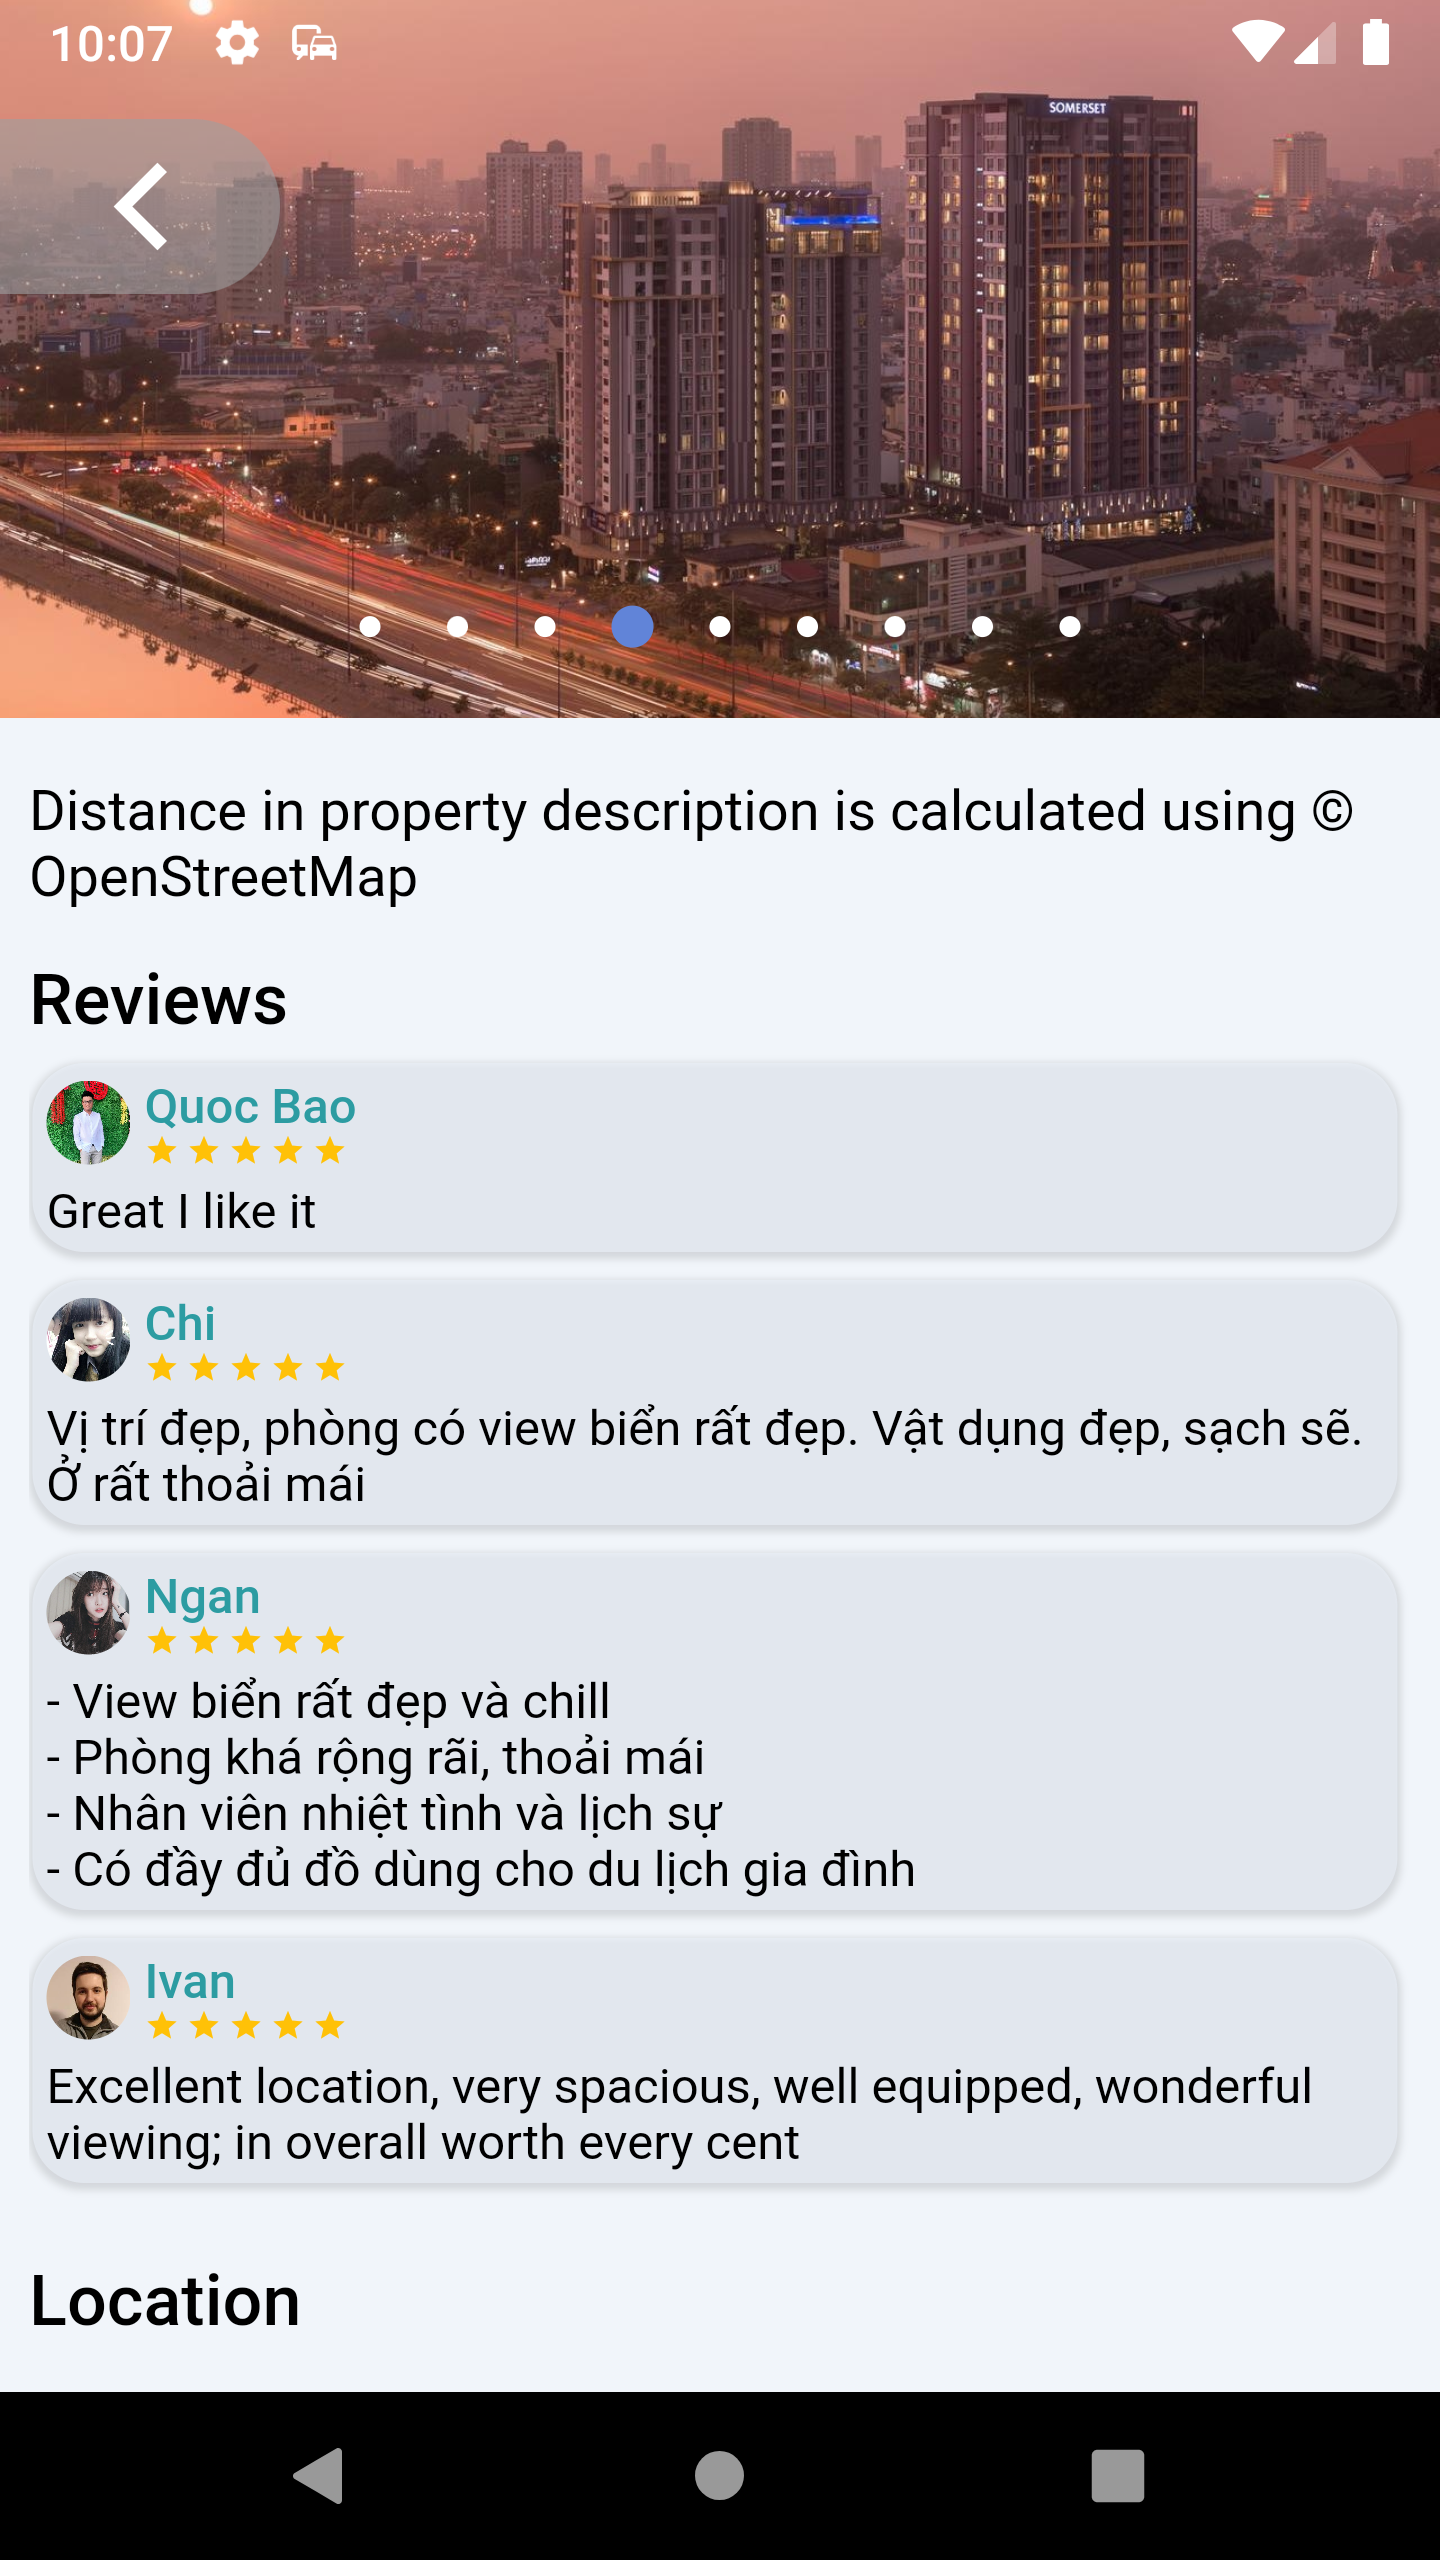 10:07
SOMERSET
Distance in property description is calculated using ©
OpenStreetMap
Reviews
Quoc Bao
Great I like it
Chi
Vị trí đẹp, phòng có view biển rất đẹp. Vật dụng đẹp, sạch sẽ.
Ở rất thoải mái
Ngan
- View biển rất đẹp và chill
- Phòng khá rộng rãi, thoải mái
- Nhân viên nhiệt tình và lịch sự
- Có đầy đủ đồ dùng cho du lịch gia đình
Ivan
Excellent location, very spacious, well equipped, wonderful
viewing; in overall worth every cent
Location